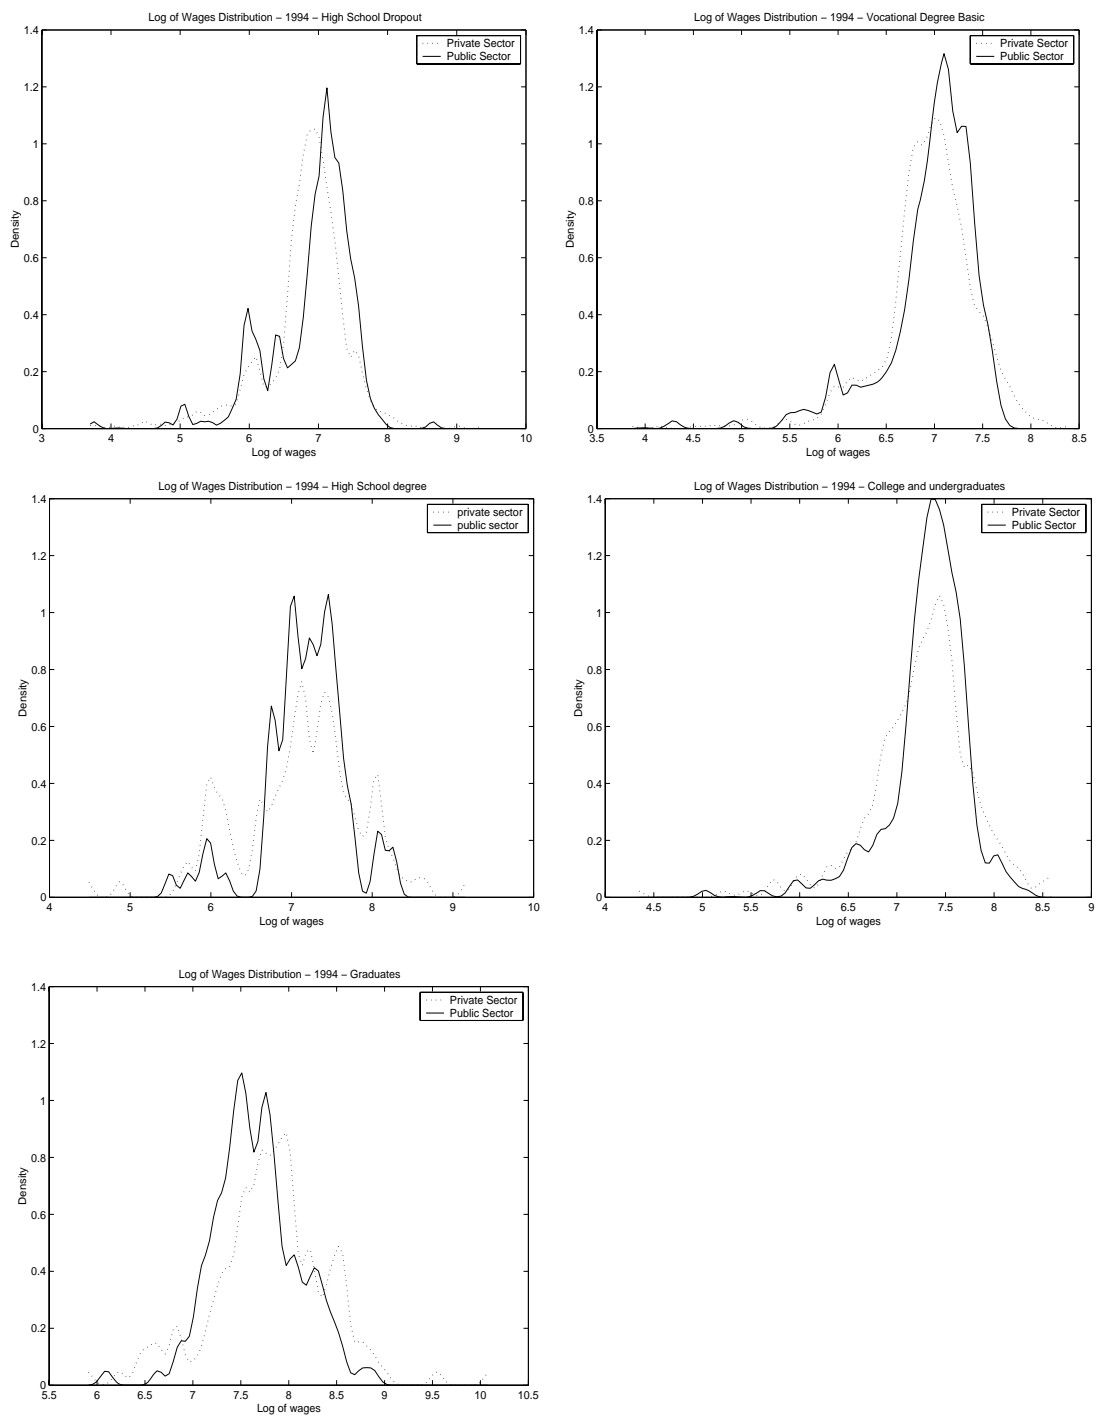 Log of Wages Distribution − 1994 − High School Dropout
1.4
1.2
1
0.8
0.6
0.4
0.2
0
Density
Private Sector
Public Sector
3 4 5 6 7 8 9 10
Log of wages
Log of Wages Distribution − 1994 − Vocational Degree Basic
1.4
1.2
1
0.8
0.6
0.4
0.2
0
Density
Private Sector
Public Sector
3.5 4 4.5 5 5.5 6 6.5 7 7.5 8 8.5
Log of wages
Log of Wages Distribution − 1994 − High School degree
1.4
1.2
1
0.8
0.6
0.4
0.2
0
Density
private sector
public sector
4 5 6 7 8 9 10
Log of wages
Log of Wages Distribution − 1994 − College and undergraduates
1.4
1.2
1
0.8
0.6
0.4
0.2
0
Density
Private Sector
Public Sector
4 4.5 5 5.5 6 6.5 7 7.5 8 8.5 9
Log of wages
Log of Wages Distribution − 1994 − Graduates
1.4
1.2
1
0.8
0.6
0.4
0.2
0
Density
Private Sector
Public Sector
5.5 6 6.5 7 7.5 8 8.5 9 9.5 10 10.5
Log of wages